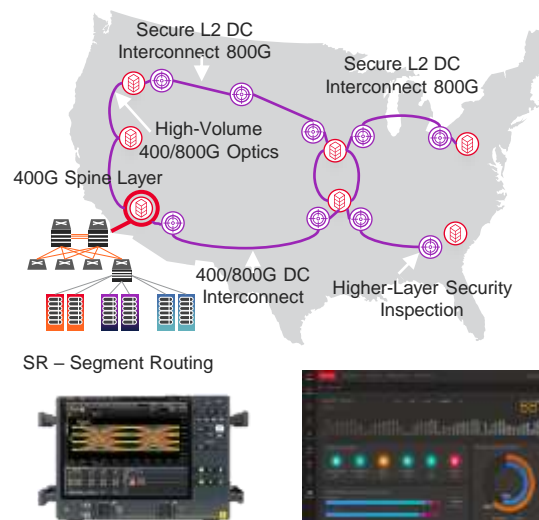 Secure L2 DC
Interconnect 800G
Secure L2 DC
Interconnect 800G
High-Volume
400/800G Optics
400G Spine Layer
400/800G DC
Interconnect
Higher-Layer Security
Inspection
SR – Segment Routing